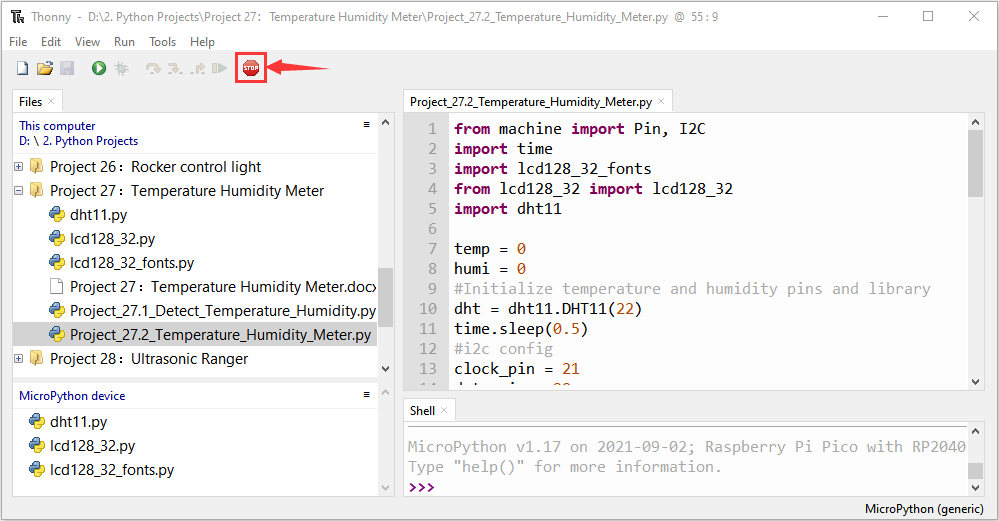 Thonny - D:\2. Python Projects\Project 27：Temperature Humidity Meter\Project_27.2_Temperature_Humidity_Meter.py @ 55 : 9
File Edit View Run Tools Help
STOP
Files
This computer
D: \ 2. Python Projects
Project 26：Rocker control light
Project 27：Temperature Humidity Meter
dht11.py
lcd128_32.py
lcd128_32_fonts.py
Project 27：Temperature Humidity Meter.docx
Project_27.1_Detect_Temperature_Humidity.py
Project_27.2_Temperature_Humidity_Meter.py
Project 28：Ultrasonic Ranger
MicroPython device
dht11.py
lcd128_32.py
lcd128_32_fonts.py
Project_27.2_Temperature_Humidity_Meter.py
1 from machine import Pin, I2C
2 import time
3 import lcd128_32_fonts
4 from lcd128_32 import lcd128_32
5 import dht11
6
7 temp = 0
8 humi = 0
9 #Initialize temperature and humidity pins and library
10 dht = dht11.DHT11(22)
11 time.sleep(0.5)
12 #i2c config
13 clock_pin = 21
14
Shell
MicroPython v1.17 on 2021-09-02; Raspberry Pi Pico with RP2040
Type "help()" for more information.
>>>
MicroPython (generic)